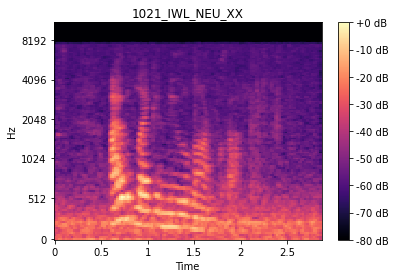 1021_IWL_NEU_XX
8192
4096
2048
1024
512
0
Hz
0
0.5
1
1.5
2
2.5
Time
+0 dB
-10 dB
-20 dB
-30 dB
-40 dB
-50 dB
-60 dB
-70 dB
-80 dB